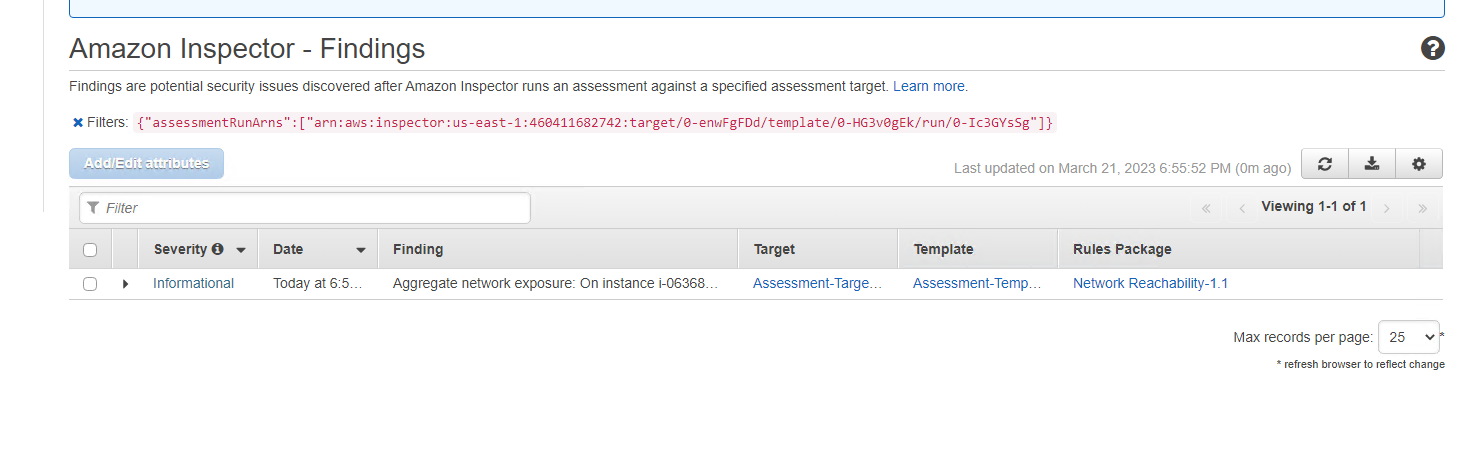 Amazon Inspector - Findings
Findings are potential security issues discovered after Amazon Inspector runs an assessment against a specified assessment target. Learn more.
Filters: {"assessmentRunArns":["arn:aws:inspector:us-east-1:460411682742:target/0-enwFgFDd/template/0-HG3v0gEk/run/0-Ic3GYsSg"]}
Add/Edit attributes
Last updated on March 21, 2023 6:55:52 PM (0m ago)
Filter
« ‹ Viewing 1-1 of 1 › »
Severity Date Finding Target Template Rules Package
Informational Today at 6:5... Aggregate network exposure: On instance i-06368... Assessment-Targe... Assessment-Temp... Network Reachability-1.1
Max records per page: 25 *
* refresh browser to reflect change